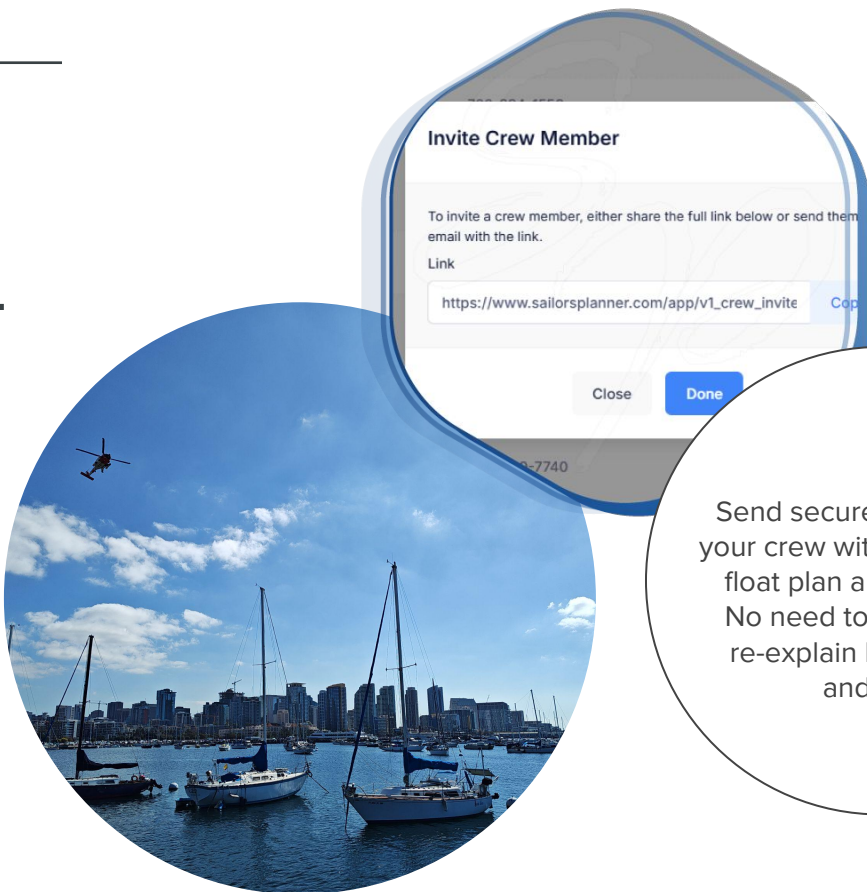 Invite Crew Member
To invite a crew member, either share the full link below or send them
email with the link.
Link
https://www.sailorsplanner.com/app/v1_crew_invite
Close
Done
-7740
Send secure
your crew wit
float plan a
No need to
re-explain
and